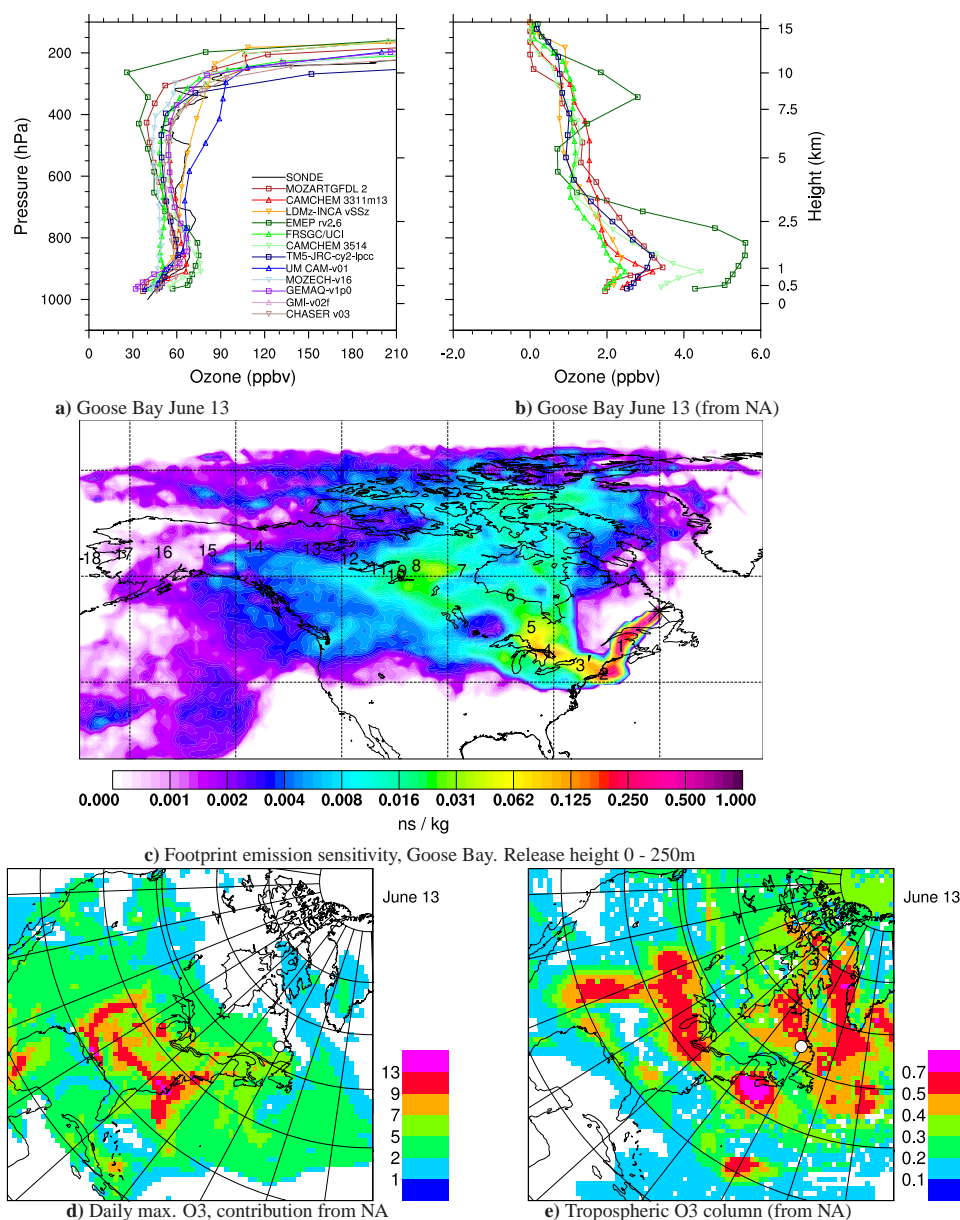 200
400
600
800
1000
Pressure (hPa)
0 30 60 90 120 150 180 210
Ozone (ppbv)
SONDE
MOZARTGFDL 2
CAMCHEM 3311m13
LDMz-INCA vSSz
EMEP rv2.6
FRSGC/UCI
CAMCHEM 3514
TM5-JRC-cy2-Ipcc
UM CAM-v01
MOZECH-v16
GEMAQ-v1p0
GMI-v02f
CHASER v03
-2.0 0.0 2.0 4.0 6.0
Ozone (ppbv)
15
10
7.5
5
2.5
1
0.5
0
Height (km)
a) Goose Bay June 13
b) Goose Bay June 13 (from NA)
18 17 16 15 14 13 12 11 10 9 8 7
6
5
4
3
2
1
0.000 0.001 0.002 0.004 0.008 0.016 0.031 0.062 0.125 0.250 0.500 1.000
ns / kg
c) Footprint emission sensitivity, Goose Bay. Release height 0 - 250m
June 13
13
9
7
5
2
1
d) Daily max. O3, contribution from NA
June 13
0.7
0.5
0.4
0.3
0.2
0.1
e) Tropospheric O3 column (from NA)